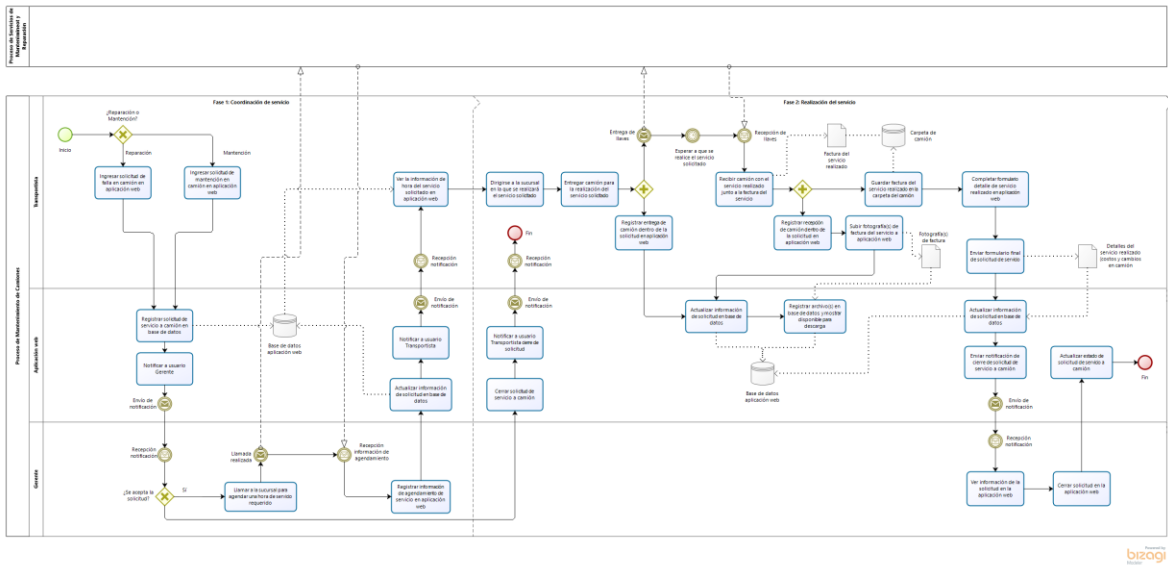 Proceso de Servicios de
Mantenimient y
Reparación
Proceso de Mantenimiento de Camiones
Fase 1: Coordinación de servicio
Fase 2: Realización del servicio
Transportista
Inicio
¿Reparación o
Mantención?
Reparación
Mantención
Ingresar solicitud de
falla en camión en
aplicación web
Ingresar solicitud de
mantención en
camión en aplicación
web
Ver la información de
hora del servicio
solicitado en
aplicación web
Dirigirse a la sucursal
en la que se realizará
el servicio solicitado
Entregar camión para
la realización del
servicio solicitado
Entrega de
llaves
Esperar a que se
realice el servicio
solicitado
Recepción de
llaves
Factura del
servicio
realizado
Carpeta de
camión
Recibir camión con el
servicio realizado
junto a la factura del
servicio
Guardar factura del
servicio realizado en la
carpeta del camión
Completar formulario
detalle de servicio
realizado en aplicación
web
Registrar entrega de
camión dentro de la
solicitud en aplicación
web
Registrar recepción
de camión dentro de
la solicitud en
aplicación web
Subir fotografía(s) de
factura del servicio a
aplicación web
Fotografía(s)
de factura
Enviar formulario final
de solicitud de servicio
Detalles del
servicio realizado
(costos y cambios
en camión)
Fin
Recepción
notificación
Recepción
notificación
Aplicación web
Envío de
notificación
Envío de
notificación
Registrar solicitud de
servicio a camión en
base de datos
Base de datos
aplicación web
Notificar a usuario
Gerente
Envío de
notificación
Notificar a usuario
Transportista
Actualizar información
de solicitud en base de
datos
Notificar a usuario
Transportista cierre de
solicitud
Cerrar solicitud de
servicio a camión
Actualizar información
de solicitud en base de
datos
Registrar archivo(s) en
base de datos y mostrar
disponible para
descarga
Base de datos
aplicación web
Actualizar información
de solicitud en base de
datos
Enviar notificación de
cierre de solicitud de
servicio a camión
Actualizar estado de
solicitud de servicio a
camión
Fin
Envío de
notificación
Gerente
Recepción
notificación
¿Se acepta la
solicitud?
SI
Llamada
realizada
Llamar a la sucursal para
agendar una hora de servicio
requerido
Recepción
información de
agendamiento
Registrar información
de agendamiento de
servicio en aplicación
web
Recepción
notificación
Ver información de la
solicitud en la
aplicación web
Cerrar solicitud en la
aplicación web
Powered by
bizagi
Modeler